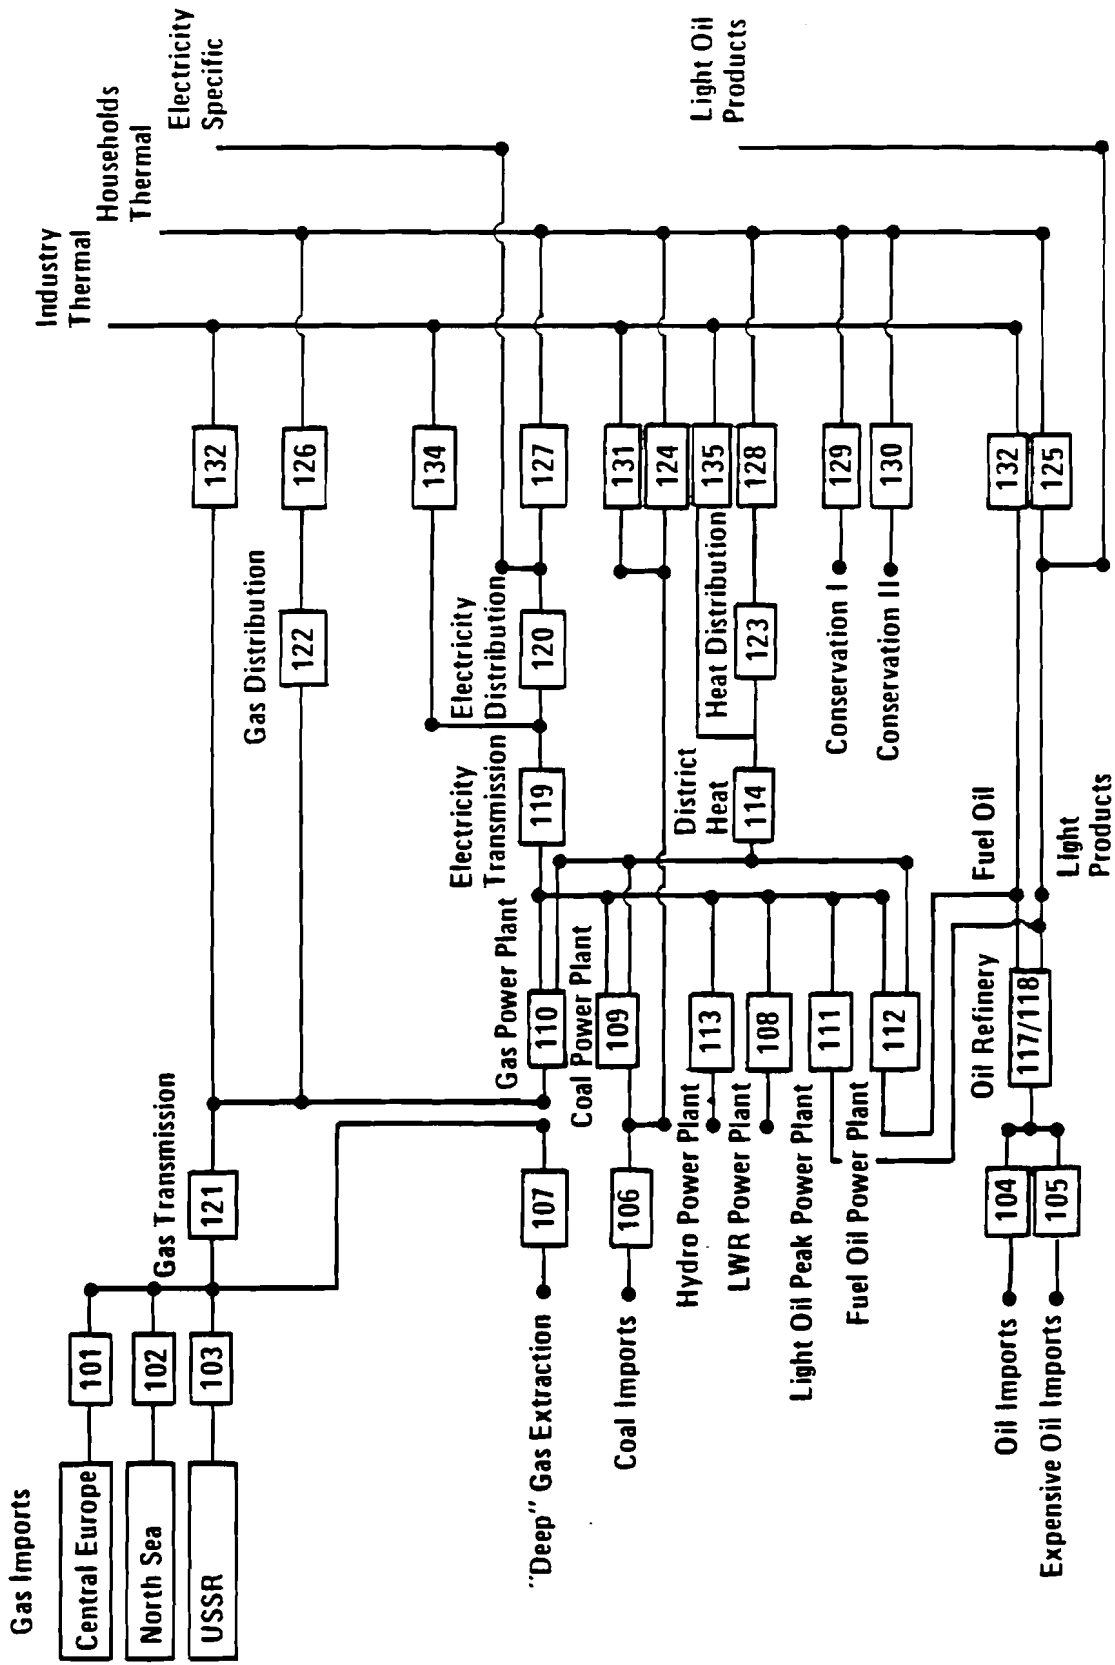 Gas Imports
Central Europe
North Sea
USSR
101
102
103
Gas Transmission
121
"Deep" Gas Extraction
107
Coal Imports
106
Hydro Power Plant
LWR Power Plant
Light Oil Peak Power Plant
Fuel Oil Power Plant
Oil Imports
Expensive Oil Imports
104
105
Gas Power Plant
110
Coal Power Plant
109
113
108
111
112
Oil Refinery
117/118
Fuel Oil
Light
Products
Electricity
Transmission
119
District
Heat
114
Gas Distribution
122
Electricity
Distribution
120
Heat Distribution
123
Conservation I
Conservation II
132
126
134
127
131
124
135
128
129
130
132
125
Industry
Thermal
Households
Thermal
Electricity
Specific
Light Oil
Products